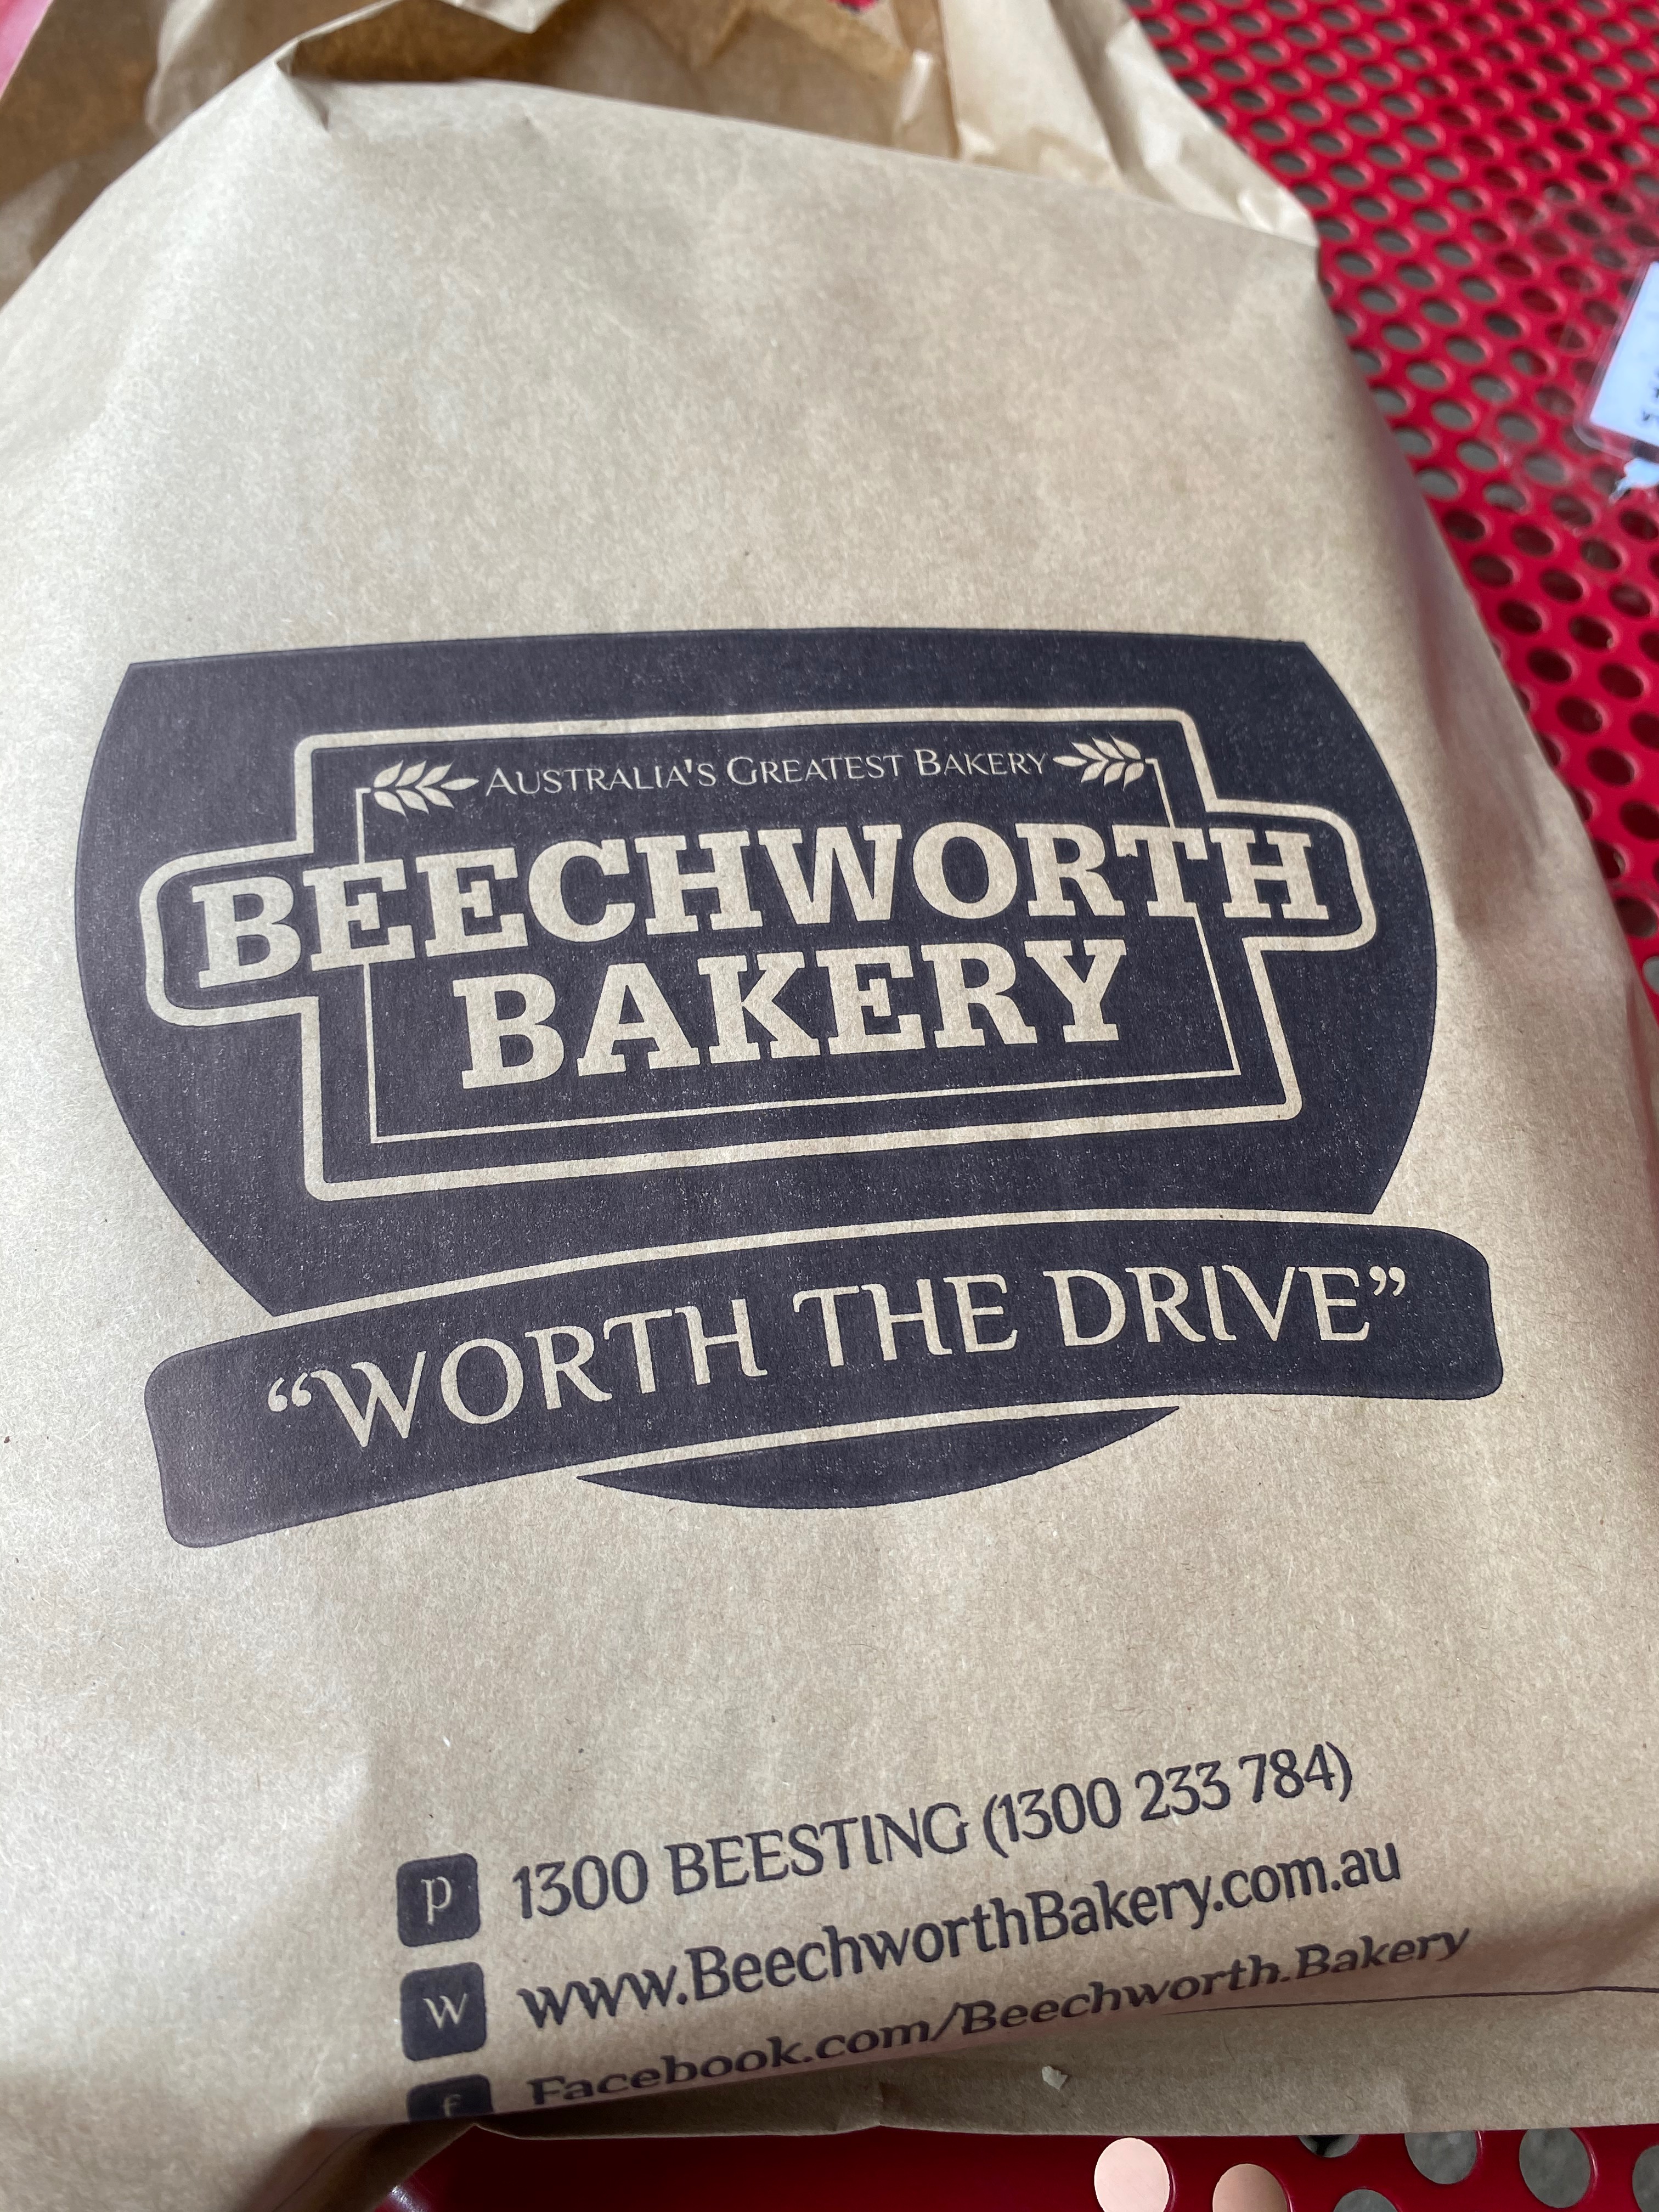 AUSTRALIA'S GREATEST BAKERY
BEECHWORTH
BAKERY
“WORTH THE DRIVE”
p 1300 BEESTING (1300 233 784)
w www.BeechworthBakery.com.au
f Facebook.com/Beechworth.Bakery